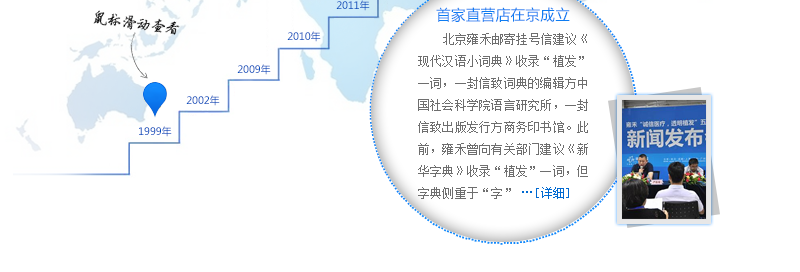 鼠标滑动查看
2011年
2010年
2009年
2002年
1999年
首家直营店在京成立
北京雍禾邮寄挂号信建议《
现代汉语小词典》收录“植发”
一词，一封信致词典的编辑方中
国社会科学院语言研究所，一封
信致出版发行方商务印书馆。此
前，雍禾曾向有关部门建议《新
华字典》收录“植发”一词，但
字典侧重于“字” …[详细]
雍禾“诚信医疗，透明植发”五
新闻发布会